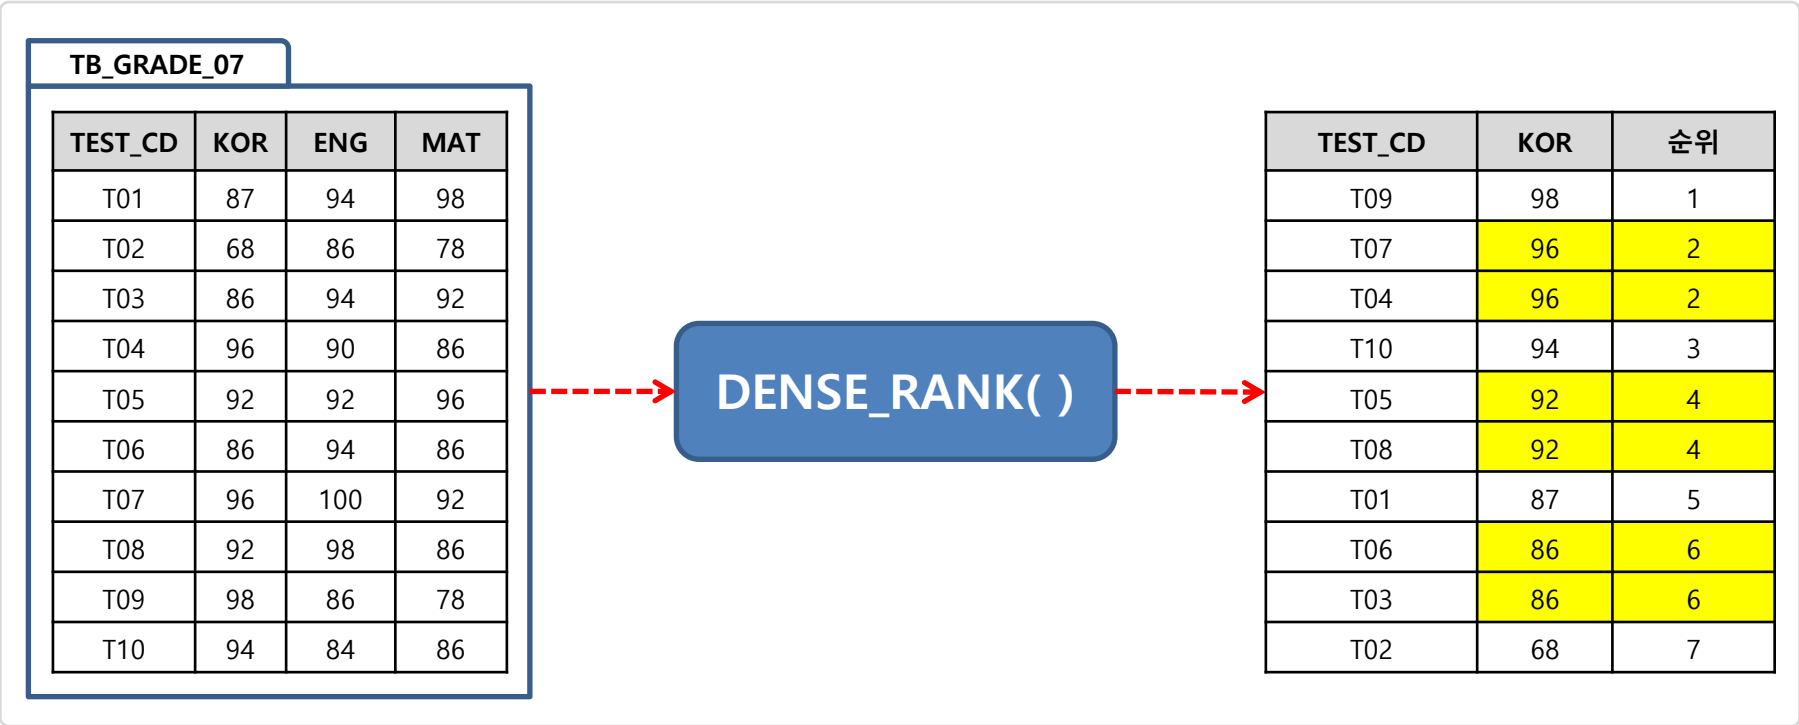 TB_GRADE_07
TEST_CD KOR ENG MAT
T01 87 94 98
T02 68 86 78
T03 86 94 92
T04 96 90 86
T05 92 92 96
T06 86 94 86
T07 96 100 92
T08 92 98 86
T09 98 86 78
T10 94 84 86
DENSE_RANK( )
TEST_CD KOR 순위
T09 98 1
T07 96 2
T04 96 2
T10 94 3
T05 92 4
T08 92 4
T01 87 5
T06 86 6
T03 86 6
T02 68 7